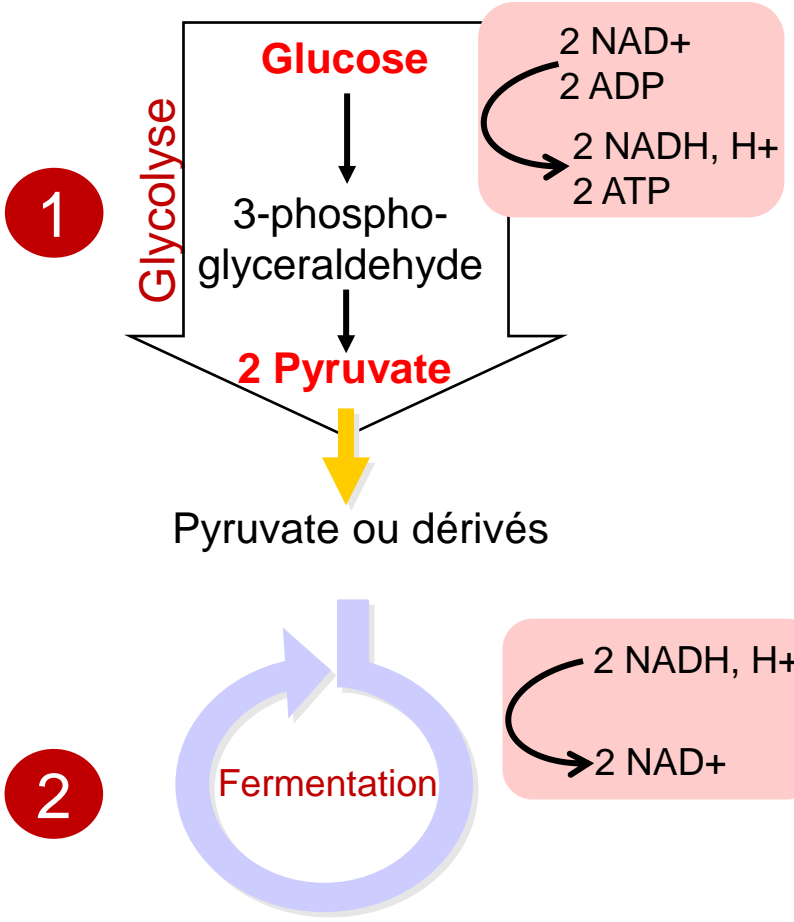 1
Glycolyse
Glucose
3-phospho-
glyceraldehyde
2 Pyruvate
2 NAD+
2 ADP
2 NADH, H+
2 ATP
Pyruvate ou dérivés
2
Fermentation
2 NADH, H+
2 NAD+